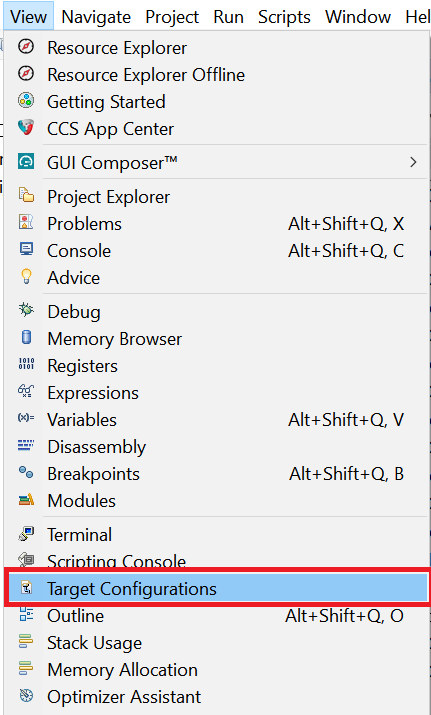 View Navigate Project Run Scripts Window Hel
Resource Explorer
Resource Explorer Offline
Getting Started
CCS App Center
GUI Composer™
Project Explorer
Problems Alt+Shift+Q, X
Console Alt+Shift+Q, C
Advice
Debug
Memory Browser
Registers
Expressions
Variables Alt+Shift+Q, V
Disassembly
Breakpoints Alt+Shift+Q, B
Modules
Terminal
Scripting Console
Target Configurations
Outline Alt+Shift+Q, O
Stack Usage
Memory Allocation
Optimizer Assistant